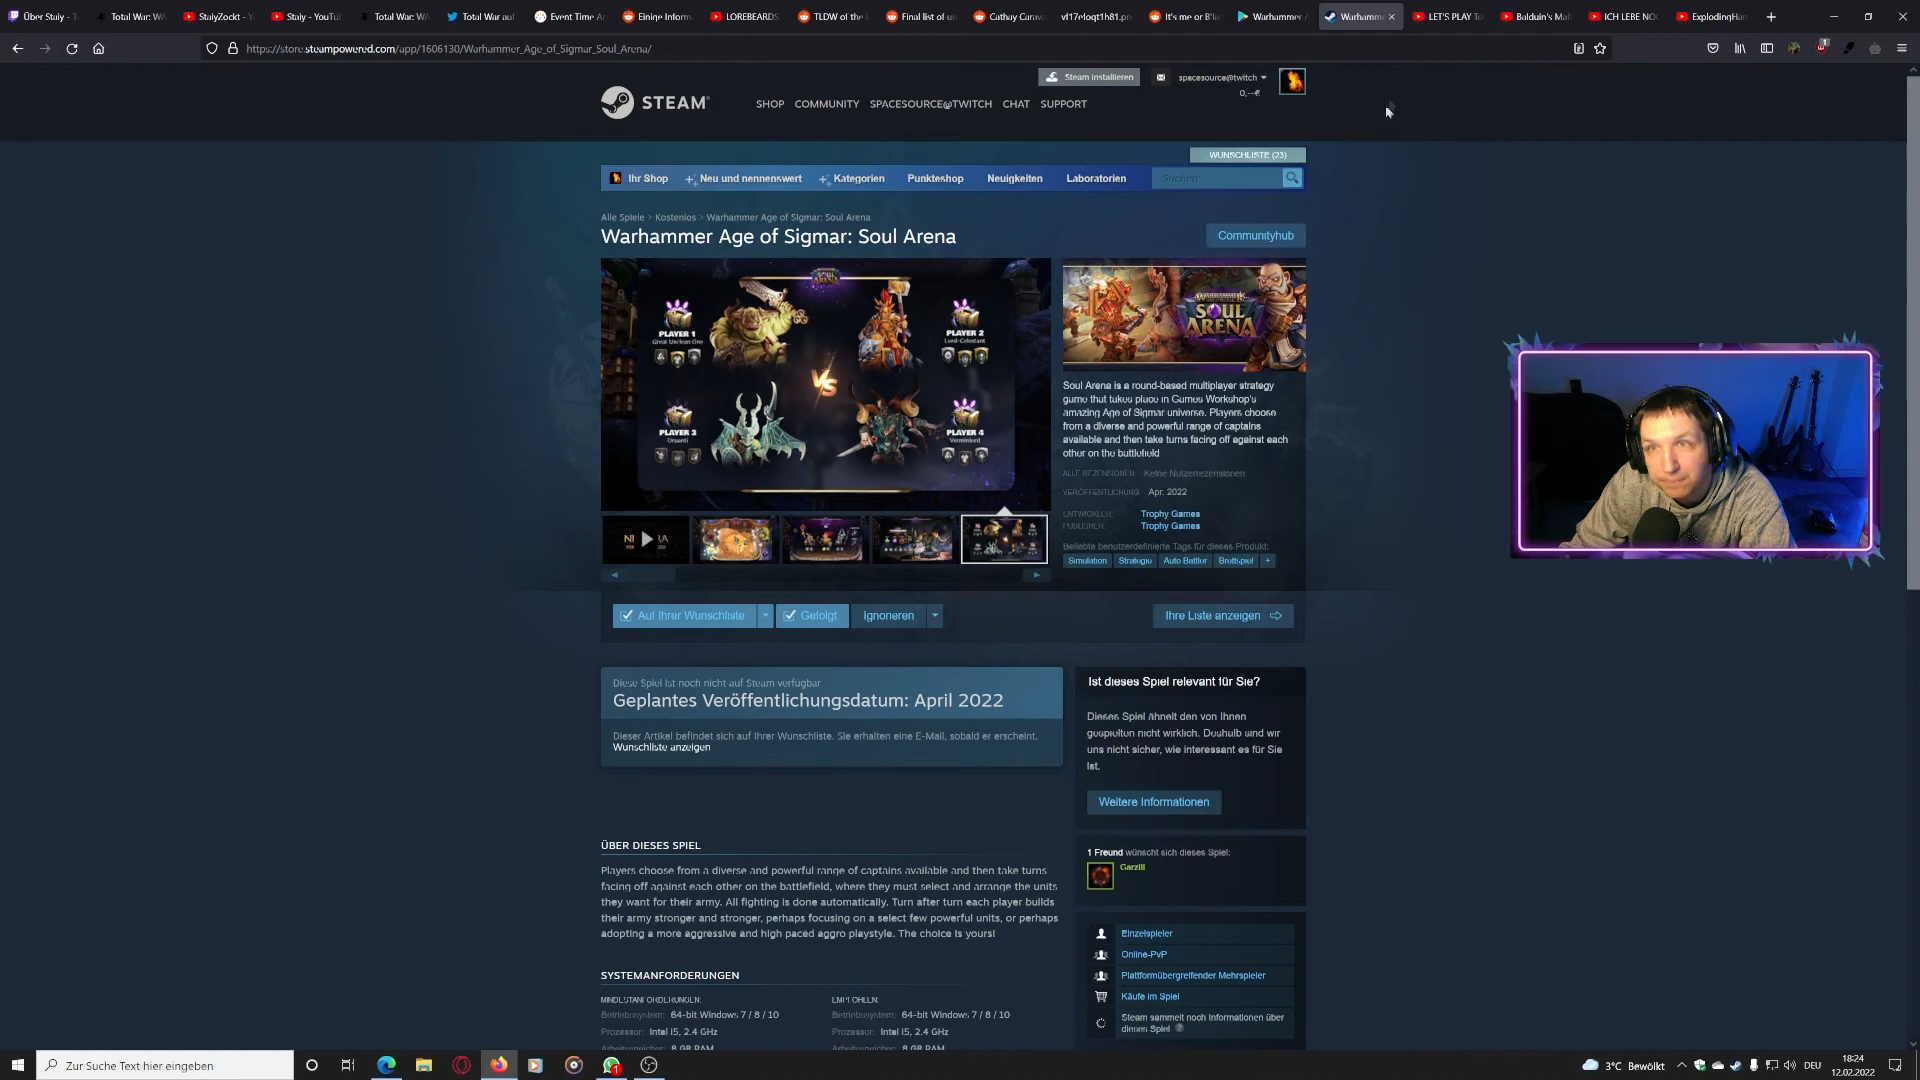 Über Staiy - T
Total War: WA
StaiyZockt - Y
Staiy - YouTub
Total War: WA
Total War auf
Event Time An
Einige Inform
LOREBEARDS
TLDW of the
Final list of un
Cathay Carav
vl17eloqt1h81.pn
It's me or B'la
Warhammer A
Warhamme
LET'S PLAY To
Balduin's Mal
ICH LEBE NO
ExplodingHan
https://store.steampowered.com/app/1606130/Warhammer_Age_of_Sigmar_Soul_Arena/
Steam installieren
spacesource@twitch
0,--€
STEAM
SHOP COMMUNITY SPACESOURCE@TWITCH CHAT SUPPORT
WUNSCHLISTE (23)
Ihr Shop Neu und nennenswert Kategorien Punkteshop Neuigkeiten Laboratorien Suchen
Alle Spiele > Kostenlos > Warhammer Age of Sigmar: Soul Arena
Warhammer Age of Sigmar: Soul Arena
Communityhub
SOUL ARENA
PLAYER 1
Great Unclean One
PLAYER 2
Lord-Celestant
VS
PLAYER 3
Druanti
PLAYER 4
Verminlord
WARHAMMER
SOUL ARENA
Soul Arena is a round-based multiplayer strategy
game that takes place in Games Workshop's
amazing Age of Sigmar universe. Players choose
from a diverse and powerful range of captains
available and then take turns facing off against each
other on the battlefield
ALLE REZENSIONEN: Keine Nutzerrezensionen
VERÖFFENTLICHUNG: Apr. 2022
ENTWICKLER: Trophy Games
PUBLISHER: Trophy Games
Beliebte benutzerdefinierte Tags für dieses Produkt:
Simulation Strategie Auto Battler Brettspiel +
Auf Ihrer Wunschliste Gefolgt Ignorieren Ihre Liste anzeigen
Diese Spiel ist noch nicht auf Steam verfügbar
Geplantes Veröffentlichungsdatum: April 2022
Dieser Artikel befindet sich auf Ihrer Wunschliste. Sie erhalten eine E-Mail, sobald er erscheint.
Wunschliste anzeigen
Ist dieses Spiel relevant für Sie?
Dieses Spiel ähnelt den von Ihnen
gespielten nicht wirklich. Deshalb sind wir
uns nicht sicher, wie interessant es für Sie
ist.
Weitere Informationen
ÜBER DIESES SPIEL
Players choose from a diverse and powerful range of captains available and then take turns
facing off against each other on the battlefield, where they must select and arrange the units
they want for their army. All fighting is done automatically. Turn after turn each player builds
their army stronger and stronger, perhaps focusing on a select few powerful units, or perhaps
adopting a more aggressive and high paced aggro playstyle. The choice is yours!
1 Freund wünscht sich dieses Spiel:
Garzill
Einzelspieler
Online-PvP
Plattformübergreifender Mehrspieler
Käufe im Spiel
Steam sammelt noch Informationen über
dieses Spiel
SYSTEMANFORDERUNGEN
MINDESTANFORDERUNGEN:
Betriebssystem: 64-bit Windows 7 / 8 / 10
Prozessor: Intel i5, 2.4 GHz
Arbeitsspeicher: 8 GB RAM
EMPFOHLEN:
Betriebssystem: 64-bit Windows 7 / 8 / 10
Prozessor: Intel i5, 2.4 GHz
Arbeitsspeicher: 8 GB RAM
Zur Suche Text hier eingeben
3°C Bewölkt
DEU
18:24
12.02.2022